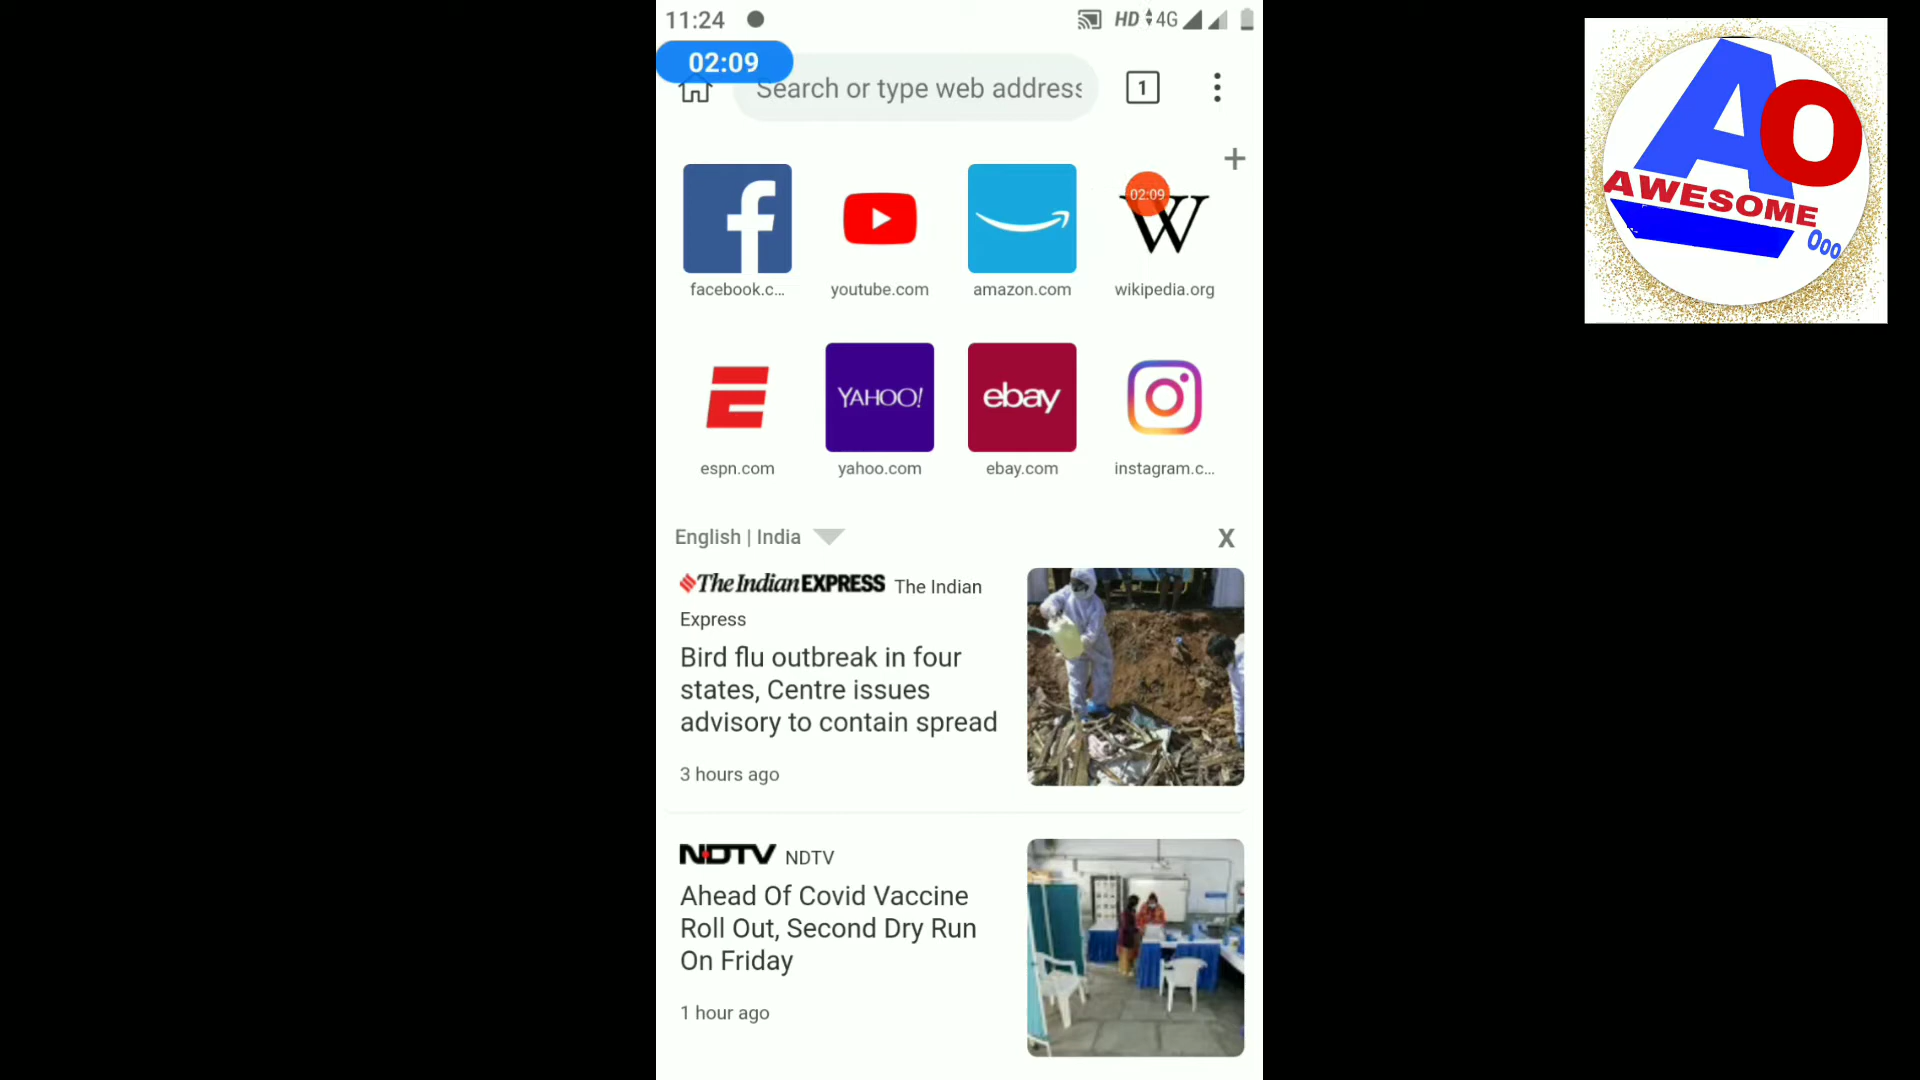 11:24
HD 4G
02:09
Search or type web address
1
AO
AWESOME
Ooo
02:09
W
facebook.c...
youtube.com
amazon.com
wikipedia.org
E
YAHOO!
ebay
espn.com
yahoo.com
ebay.com
instagram.c...
English | India
X
The Indian EXPRESS The Indian
Express
Bird flu outbreak in four
states, Centre issues
advisory to contain spread
3 hours ago
NDTV NDTV
Ahead Of Covid Vaccine
Roll Out, Second Dry Run
On Friday
1 hour ago